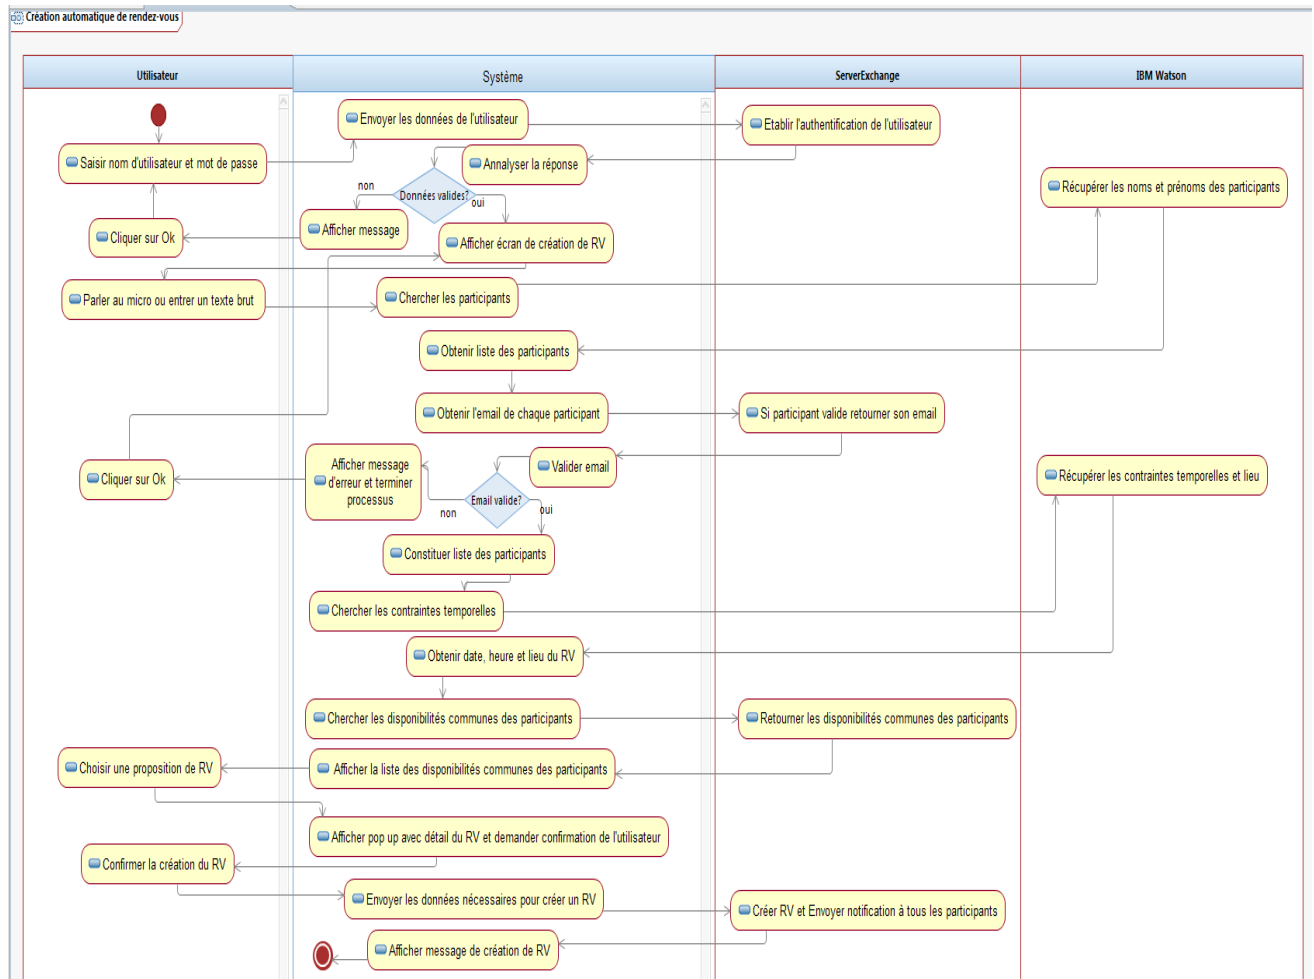 Création automatique de rendez-vous
Utilisateur
Système
ServerExchange
IBM Watson
Envoyer les données de l'utilisateur
Etablir l'authentification de l'utilisateur
Saisir nom d'utilisateur et mot de passe
Annalyser la réponse
non
Données valides?
oui
Récupérer les noms et prénoms des participants
Cliquer sur Ok
Afficher message
Afficher écran de création de RV
Parler au micro ou entrer un texte brut
Chercher les participants
Obtenir liste des participants
Obtenir l'email de chaque participant
Si participant valide retourner son email
Cliquer sur Ok
Afficher message
d'erreur et terminer
processus
Valider email
Email valide?
non
oui
Récupérer les contraintes temporelles et lieu
Constituer liste des participants
Chercher les contraintes temporelles
Obtenir date, heure et lieu du RV
Chercher les disponibilités communes des participants
Retourner les disponibilités communes des participants
Choisir une proposition de RV
Afficher la liste des disponibilités communes des participants
Afficher pop up avec détail du RV et demander confirmation de l'utilisateur
Confirmer la création du RV
Envoyer les données nécessaires pour créer un RV
Créer RV et Envoyer notification à tous les participants
Afficher message de création de RV